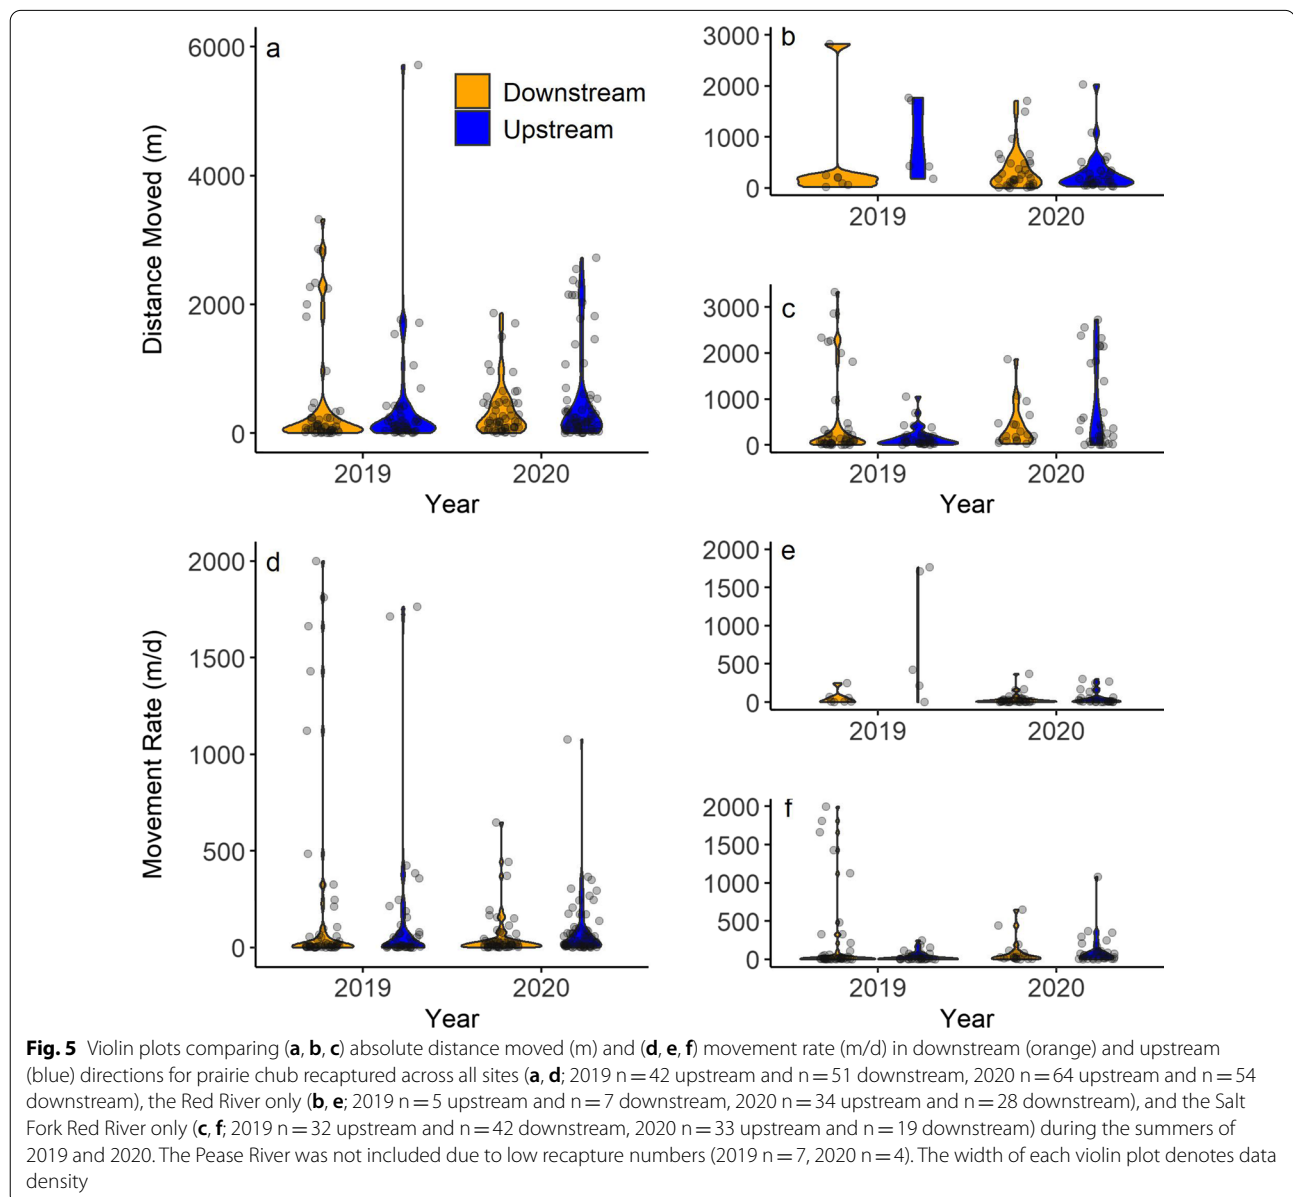 a
6000
4000
2000
0
Distance Moved (m)
Downstream
Upstream
2019 2020
Year
b
3000
2000
1000
0
2019 2020
c
3000
2000
1000
0
2019 2020
Year
d
2000
1500
1000
500
0
Movement Rate (m/d)
2019 2020
Year
e
2000
1500
1000
500
0
2019 2020
f
2000
1500
1000
500
0
2019 2020
Year
Fig. 5 Violin plots comparing (a, b, c) absolute distance moved (m) and (d, e, f) movement rate (m/d) in downstream (orange) and upstream
(blue) directions for prairie chub recaptured across all sites (a, d; 2019 n = 42 upstream and n = 51 downstream, 2020 n = 64 upstream and n = 54
downstream), the Red River only (b, e; 2019 n = 5 upstream and n = 7 downstream, 2020 n = 34 upstream and n = 28 downstream), and the Salt
Fork Red River only (c, f; 2019 n = 32 upstream and n = 42 downstream, 2020 n = 33 upstream and n = 19 downstream) during the summers of
2019 and 2020. The Pease River was not included due to low recapture numbers (2019 n = 7, 2020 n = 4). The width of each violin plot denotes data
density